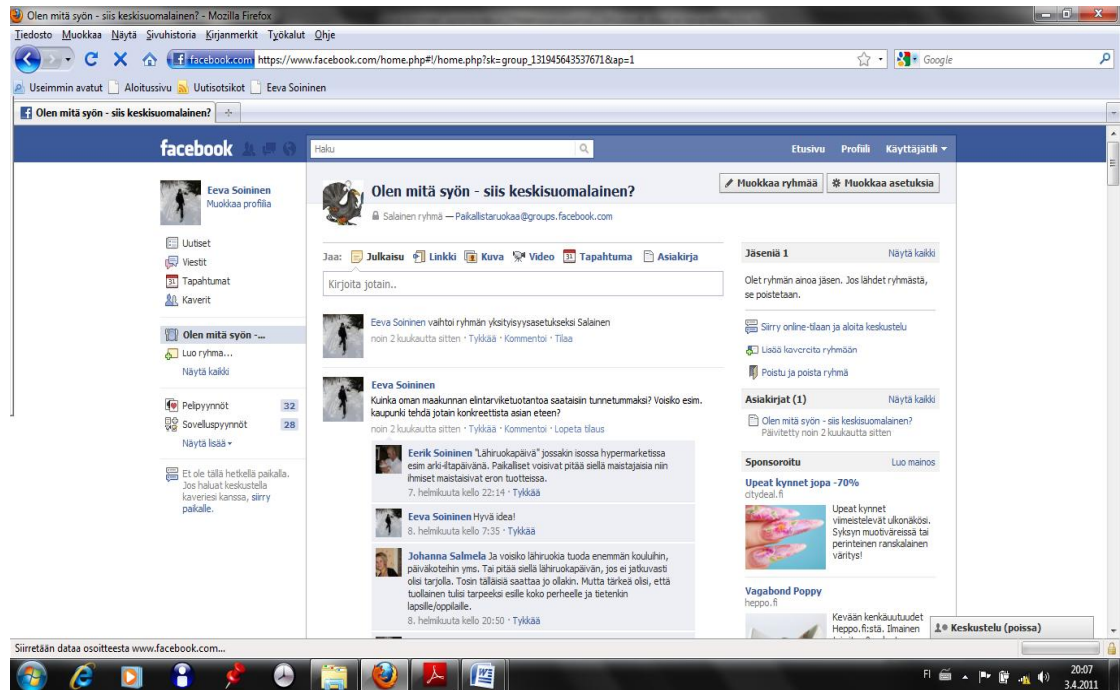 Olen mitä syön - siis keskisuomalainen? - Mozilla Firefox
Tiedosto Muokkaa Näytä Sivuhistoria Kirjanmerkit Työkalut Ohje
facebook.com https://www.facebook.com/home.php#!/home.php?sk=group_131945643537671&ap=1
Google
Useimmin avatut Aloitussivu Uutisotsikot Eeva Soininen
Olen mitä syön - siis keskisuomalainen?
facebook
Haku
Etusivu Profiili Käyttäjätili
Eeva Soininen
Muokkaa profiilia
Uutiset
Viestit
Tapahtumat
Kaverit
Olen mitä syön -...
Luo ryhmä...
Näytä kaikki
Pelipyynnöt 32
Sovelluspyynnöt 28
Näytä lisää
Et ole tällä hetkellä paikalla.
Jos haluat keskustella
kaveriesi kanssa, siirry
paikalle.
Olen mitä syön - siis keskisuomalainen?
Salainen ryhmä — Paikallistaruokaa@groups.facebook.com
Muokkaa ryhmää Muokkaa asetuksia
Jaa: Julkaisu Linkki Kuva Video Tapahtuma Asiakirja
Kirjoita jotain..
Eeva Soininen vaihtoi ryhmän yksityisyysasetukseksi Salainen
noin 2 kuukautta sitten · Tykkää · Kommentoi · Tilaa
Eeva Soininen
Kuinka oman maakunnan elintarviketuotantoa saataisiin tunnetummaksi? Voisiko esim.
kaupunki tehdä jotain konkreettista asian eteen?
noin 2 kuukautta sitten · Tykkää · Kommentoi · Lopeta tilaus
Eerik Soininen "Lähiruokapäivä" jossakin isossa hypermarketissa
esim arki-iltapäivänä. Paikalliset voisivat pitää siellä maistajaisia niin
ihmiset maistaisivat eron tuotteissa.
7. helmikuuta kello 22:14 · Tykkää
Eeva Soininen Hyvä idea!
8. helmikuuta kello 7:35 · Tykkää
Johanna Salmela Ja voisiko lähiruokia tuoda enemmän kouluihin,
päiväkoteihin yms. Tai pitää siellä lähiruokapäivän, jos ei jatkuvasti
olisi tarjolla. Tosin tälläisiä saattaa jo ollakin. Mutta tärkeä olisi, että
tuollainen tulisi tarpeeksi esille koko perheelle ja tietenkin
lapsille/oppilaille.
8. helmikuuta kello 20:50 · Tykkää
Jäseniä 1 Näytä kaikki
Olet ryhmän ainoa jäsen. Jos lähdet ryhmästä,
se poistetaan.
Siirry online-tilaan ja aloita keskustelu
Lisää kavereita ryhmään
Poistu ja poista ryhmä
Asiakirjat (1) Näytä kaikki
Olen mitä syön - siis keskisuomalainen?
Päivitetty noin 2 kuukautta sitten
Sponsoroitu Luo mainos
Upeat kynnet jopa -70%
citydeal.fi
Upeat kynnet
viimeistelevät ulkonäkösi.
Syksyn muotiväreissä tai
perinteinen ranskalainen
väritys!
Vagabond Poppy
heppo.fi
Kevään kenkäuutuudet
Heppo.fi:stä. Ilmainen
Keskustelu (poissa)
Siirretään dataa osoitteesta www.facebook.com...
FI
20:07
3.4.2011